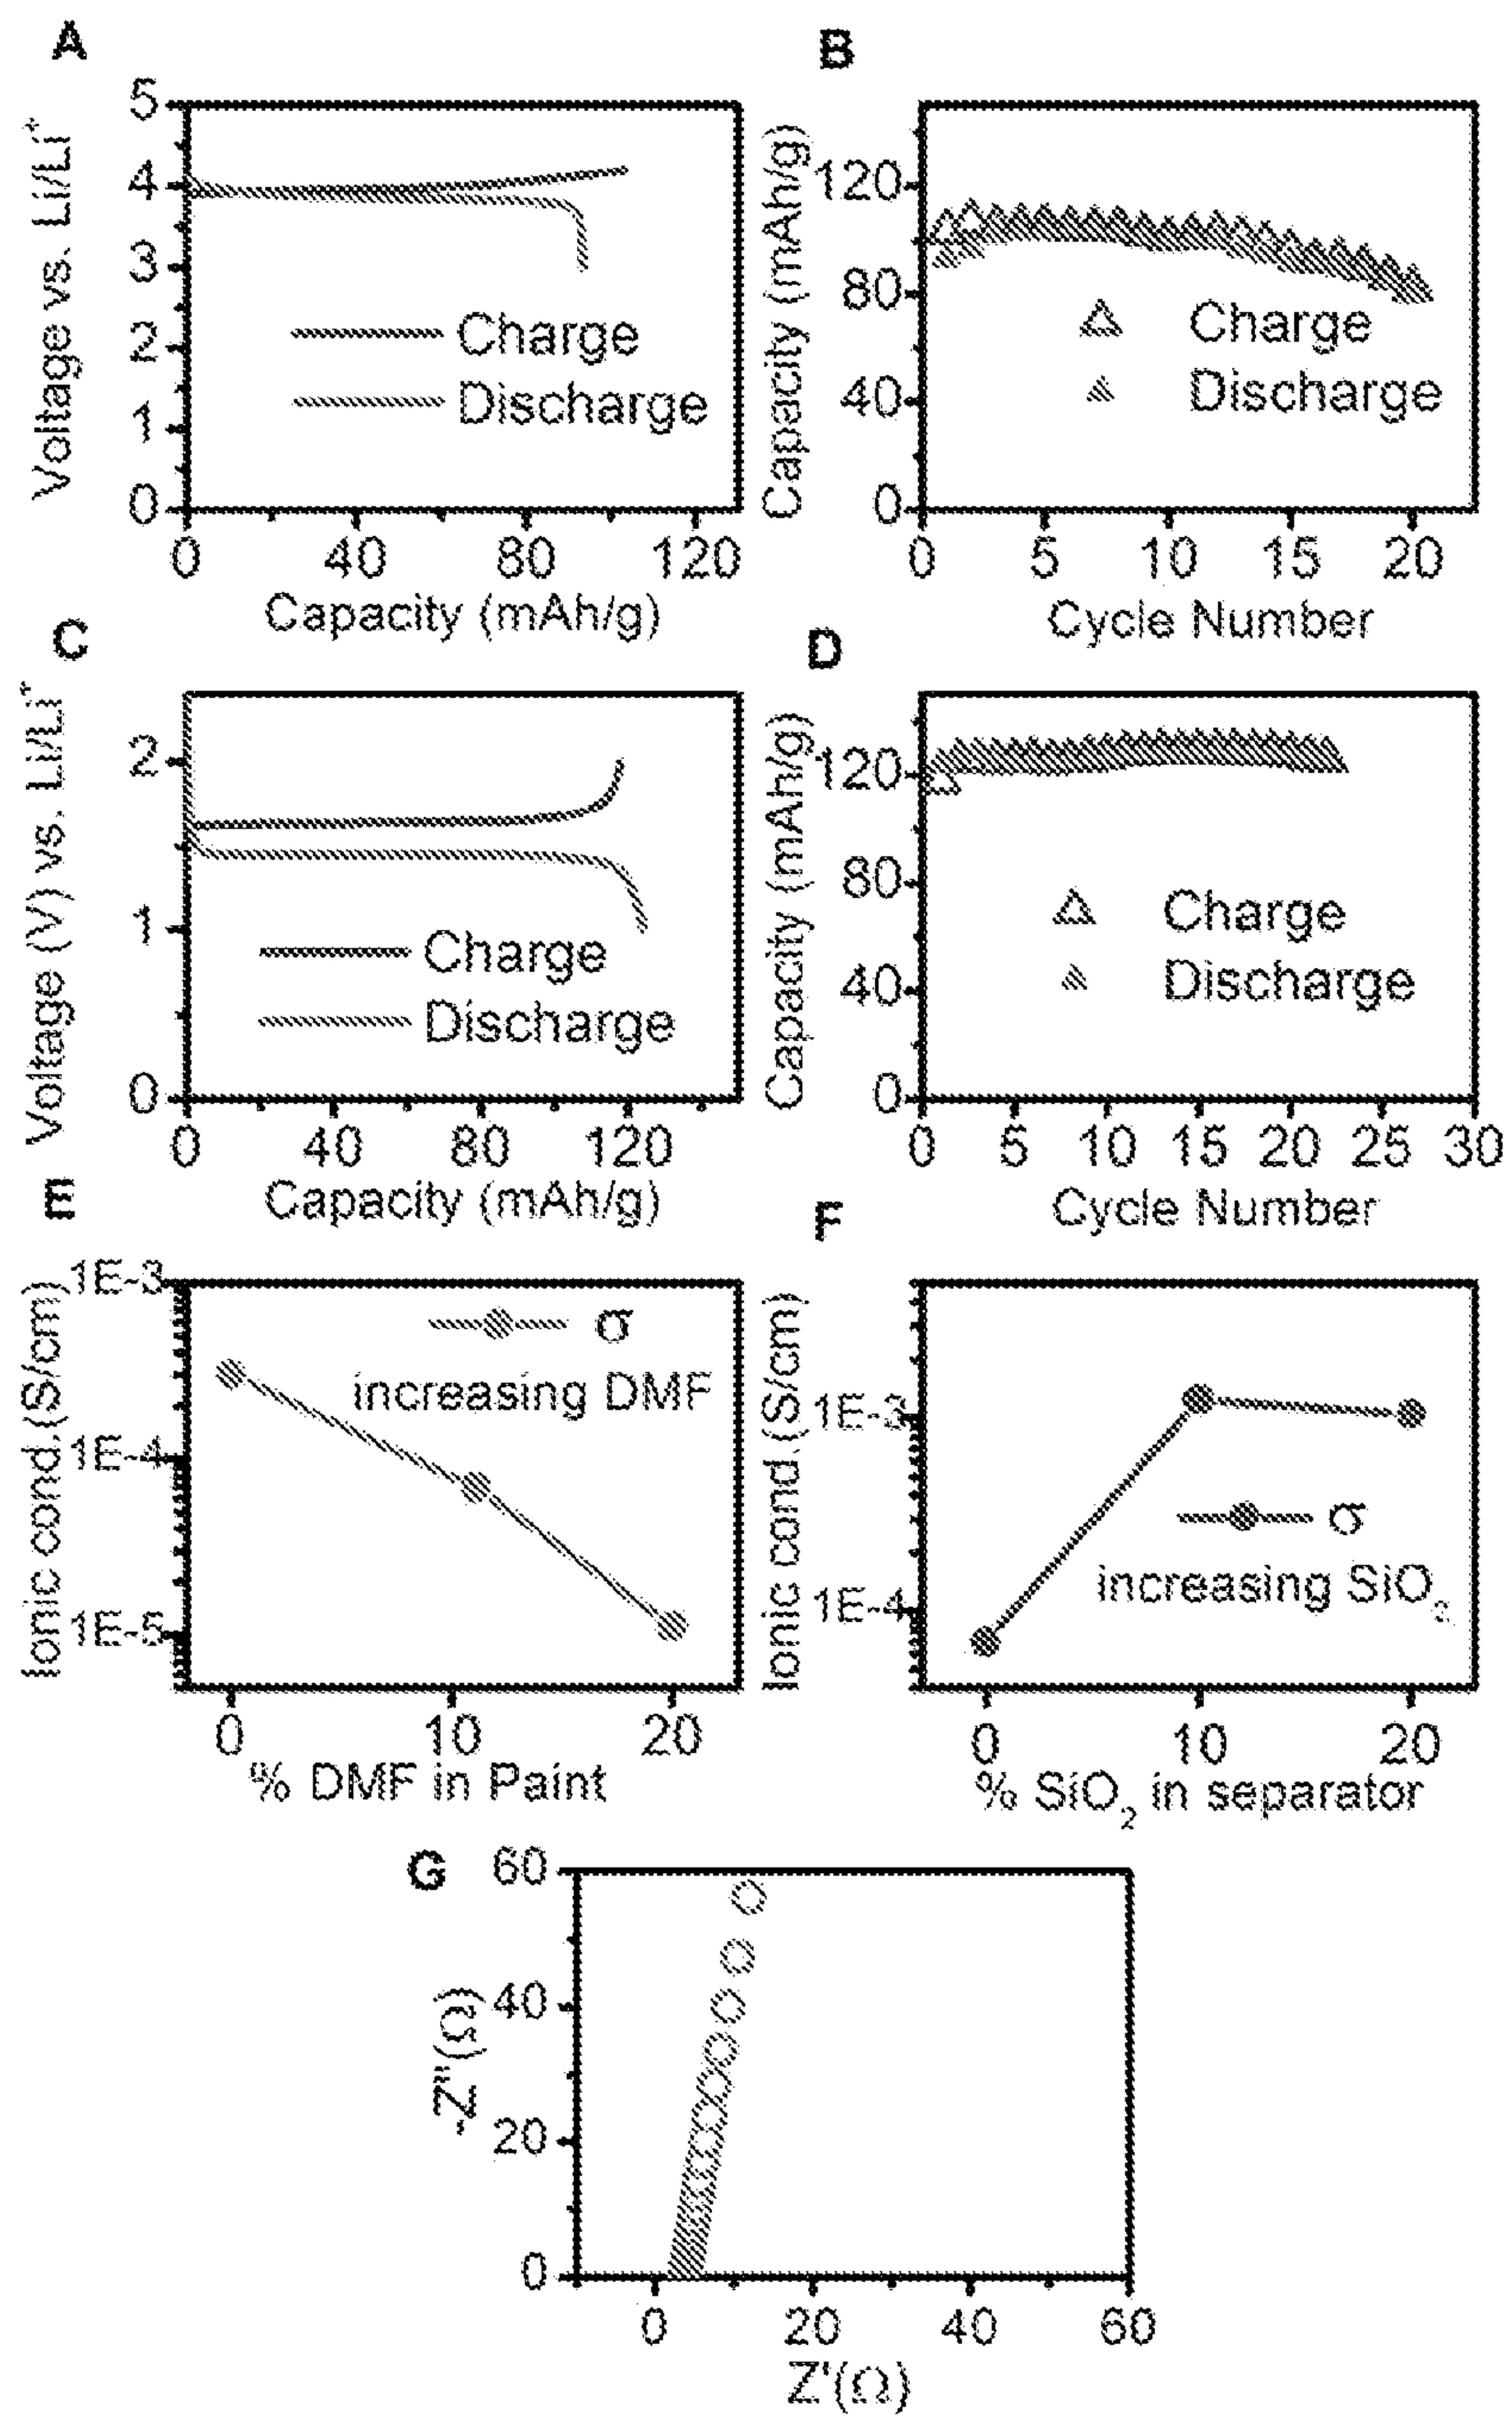 A
Voltage vs. Li/Li+
5
4
3
2
1
0
Charge
Discharge
0 40 80 120
Capacity (mAh/g)
B
Capacity (mAh/g)
120
80
40
0
Charge
Discharge
0 5 10 15 20
Cycle Number
C
Voltage (V) vs. Li/Li+
2
1
0
Charge
Discharge
0 40 80 120
Capacity (mAh/g)
D
Capacity (mAh/g)
120
80
40
0
Charge
Discharge
0 5 10 15 20 25 30
Cycle Number
E
Ionic cond.(S/cm)
1E-3
1E-4
1E-5
σ
increasing DMF
0 10 20
% DMF in Paint
F
Ionic cond.(S/cm)
1E-3
1E-4
σ
increasing SiO2
0 10 20
% SiO2 in separator
G
-Z"(Ω)
60
40
20
0
0 20 40 60
Z'(Ω)